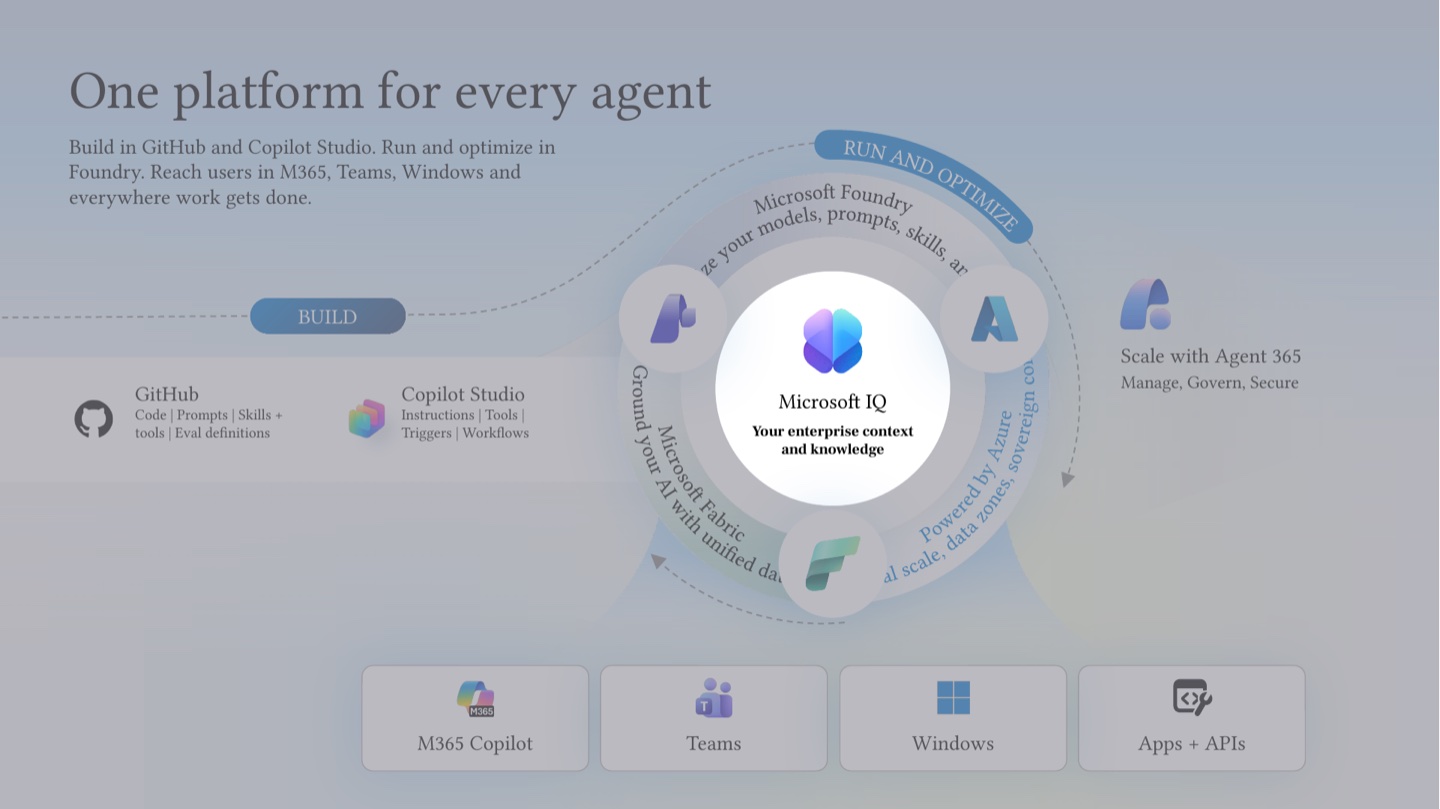 One platform for every agent
Build in GitHub and Copilot Studio. Run and optimize in
Foundry. Reach users in M365, Teams, Windows and
everywhere work gets done.
RUN AND OPTIMIZE
Microsoft Foundry
your models, prompts, skills,
BUILD
GitHub
Code | Prompts | Skills +
tools | Eval definitions
Copilot Studio
Instructions | Tools |
Triggers | Workflows
Microsoft IQ
Your enterprise context
and knowledge
Scale with Agent 365
Manage, Govern, Secure
Microsoft Fabric
Ground your AI with unified
Powered by Azure
scale, data zones, sovereign
M365
M365 Copilot
T
Teams
Windows
Apps + APIs